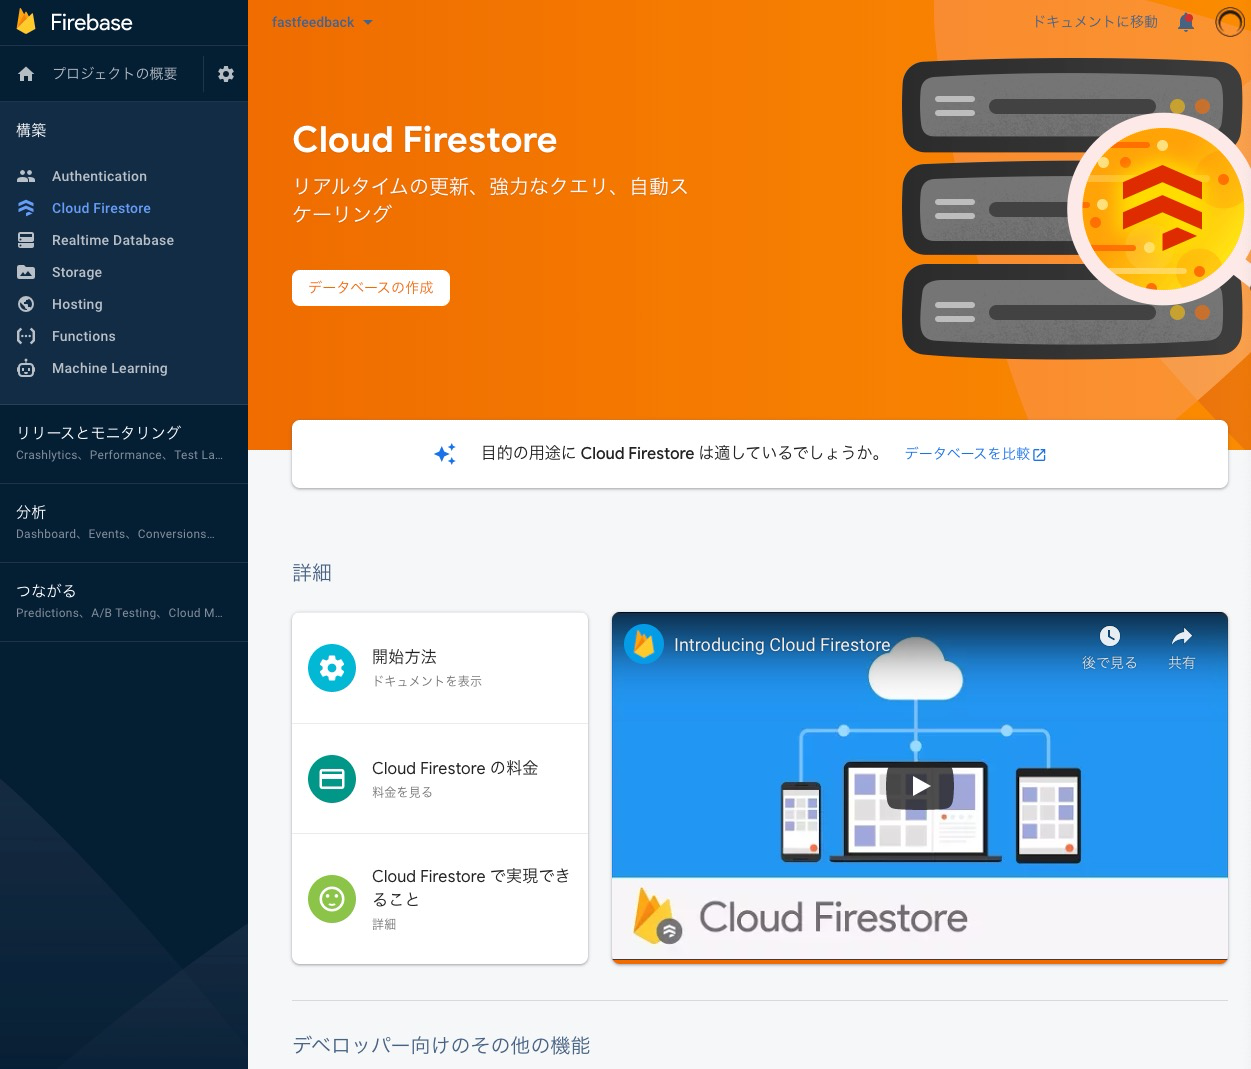 Firebase
fastfeedback
ドキュメントに移動
プロジェクトの概要
構築
Authentication
Cloud Firestore
Realtime Database
Storage
Hosting
Functions
Machine Learning
リリースとモニタリング
Crashlytics、Performance、Test La...
分析
Dashboard、Events、Conversions...
つながる
Predictions、A/B Testing、Cloud M...
Cloud Firestore
リアルタイムの更新、強力なクエリ、自動ス
ケーリング
データベースの作成
目的の用途に Cloud Firestore は適しているでしょうか。 データベースを比較
詳細
開始方法
ドキュメントを表示
Cloud Firestore の料金
料金を見る
Cloud Firestore で実現でき
ること
詳細
Introducing Cloud Firestore
後で見る
共有
Cloud Firestore
デベロッパー向けのその他の機能